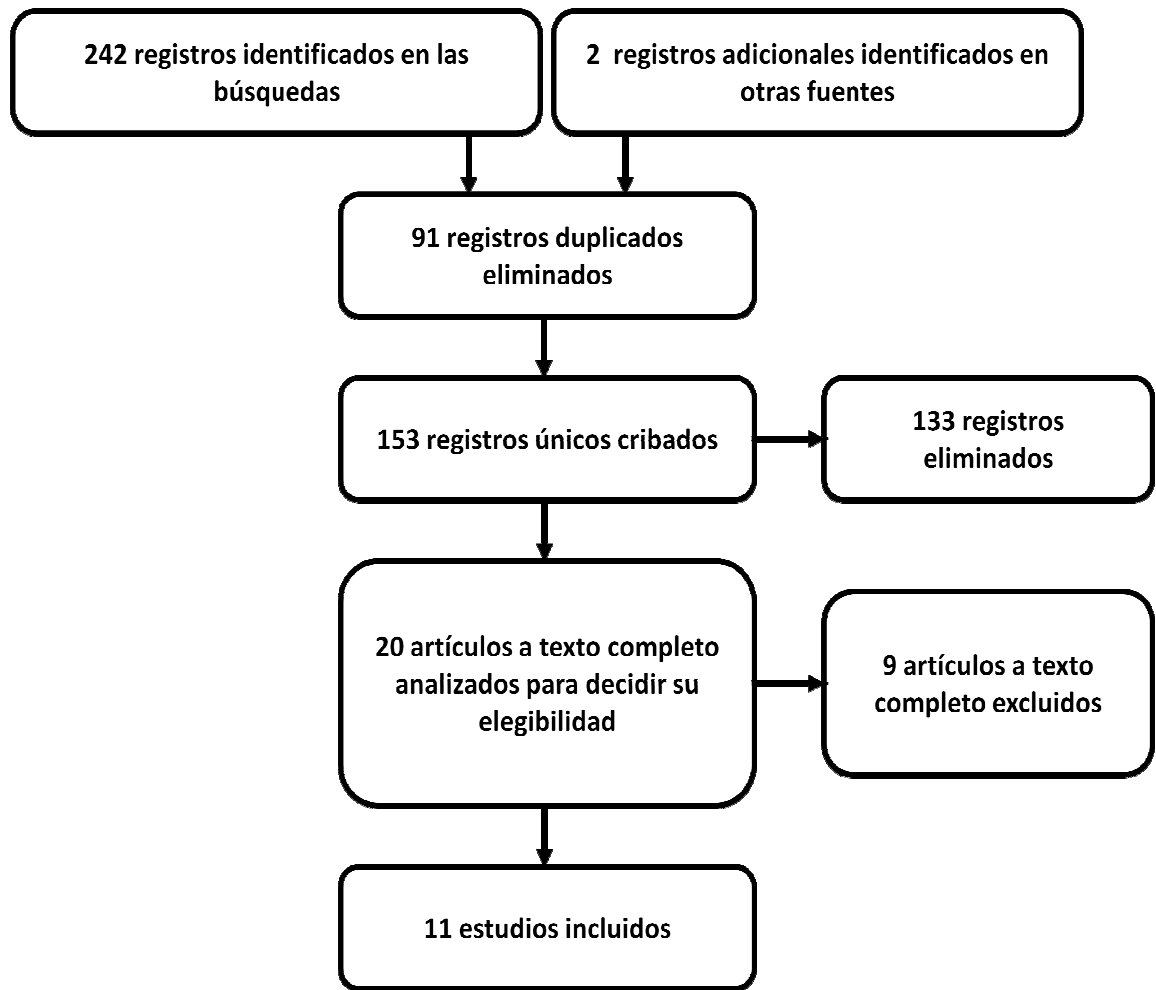 242 registros identificados en las
búsquedas
2 registros adicionales identificados en
otras fuentes
91 registros duplicados
eliminados
153 registros únicos cribados
133 registros
eliminados
20 artículos a texto completo
analizados para decidir su
elegibilidad
9 artículos a texto
completo excluidos
11 estudios incluidos